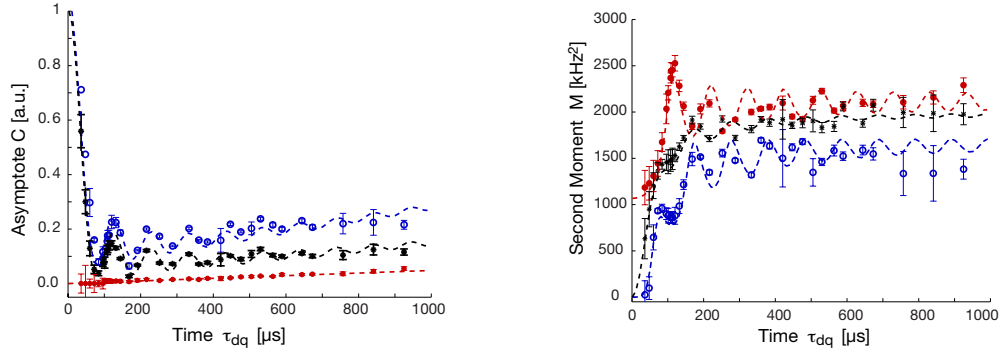 Asymptote C [a.u.]
1
0.8
0.6
0.4
0.2
0.0
0 200 400 600 800 1000
Time τdq [μs]
Second Moment M [kHz²]
3000
2500
2000
1500
1000
500
0
0 200 400 600 800 1000
Time τdq [μs]